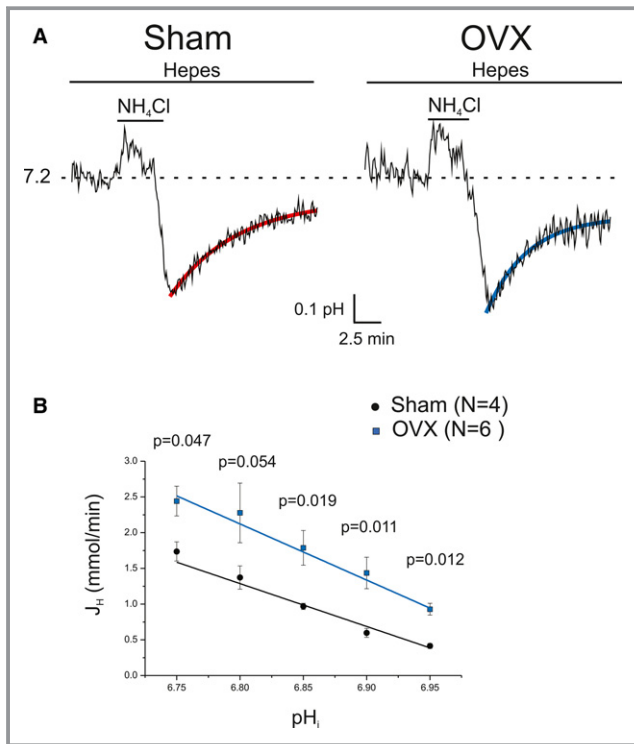 A
Sham
OVX
Hepes
Hepes
NH₄Cl
NH₄Cl
7.2
0.1 pH
2.5 min
B
Sham (N=4)
OVX (N=6 )
p=0.047
p=0.054
p=0.019
p=0.011
p=0.012
3.0
2.5
2.0
1.5
1.0
0.5
0.0
J_H (mmol/min)
6.75
6.80
6.85
6.90
6.95
pHᵢ